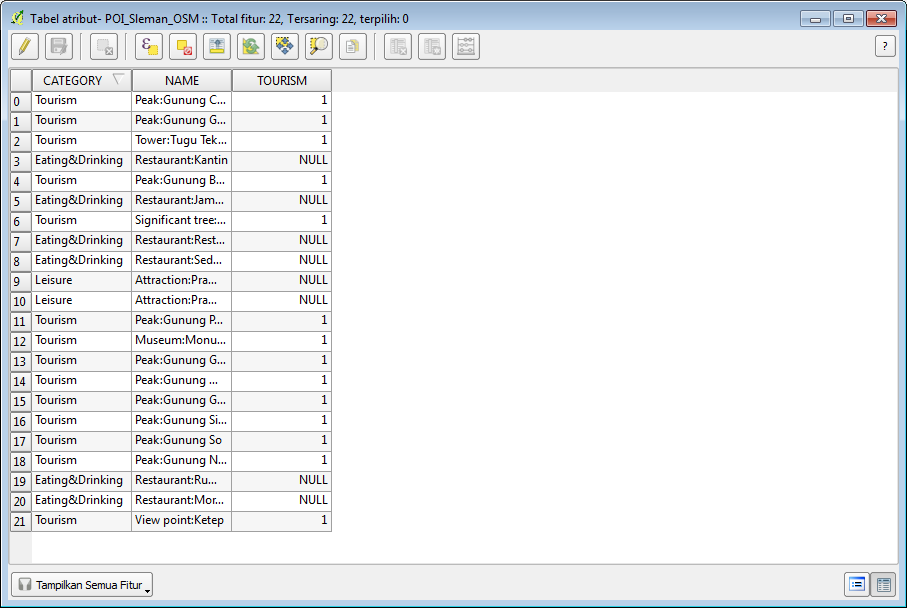 Tabel atribut- POI_Sleman_OSM :: Total fitur: 22, Tersaring: 22, terpilih: 0
?
CATEGORY NAME TOURISM
0 Tourism Peak:Gunung C... 1
1 Tourism Peak:Gunung G... 1
2 Tourism Tower:Tugu Tek... 1
3 Eating&Drinking Restaurant:Kantin NULL
4 Tourism Peak:Gunung B... 1
5 Eating&Drinking Restaurant:Jam... NULL
6 Tourism Significant tree:... 1
7 Eating&Drinking Restaurant:Rest... NULL
8 Eating&Drinking Restaurant:Sed... NULL
9 Leisure Attraction:Pra... NULL
10 Leisure Attraction:Pra... NULL
11 Tourism Peak:Gunung P... 1
12 Tourism Museum:Monu... 1
13 Tourism Peak:Gunung G... 1
14 Tourism Peak:Gunung ... 1
15 Tourism Peak:Gunung G... 1
16 Tourism Peak:Gunung Si... 1
17 Tourism Peak:Gunung So 1
18 Tourism Peak:Gunung N... 1
19 Eating&Drinking Restaurant:Ru... NULL
20 Eating&Drinking Restaurant:Mor... NULL
21 Tourism View point:Ketep 1
Tampilkan Semua Fitur